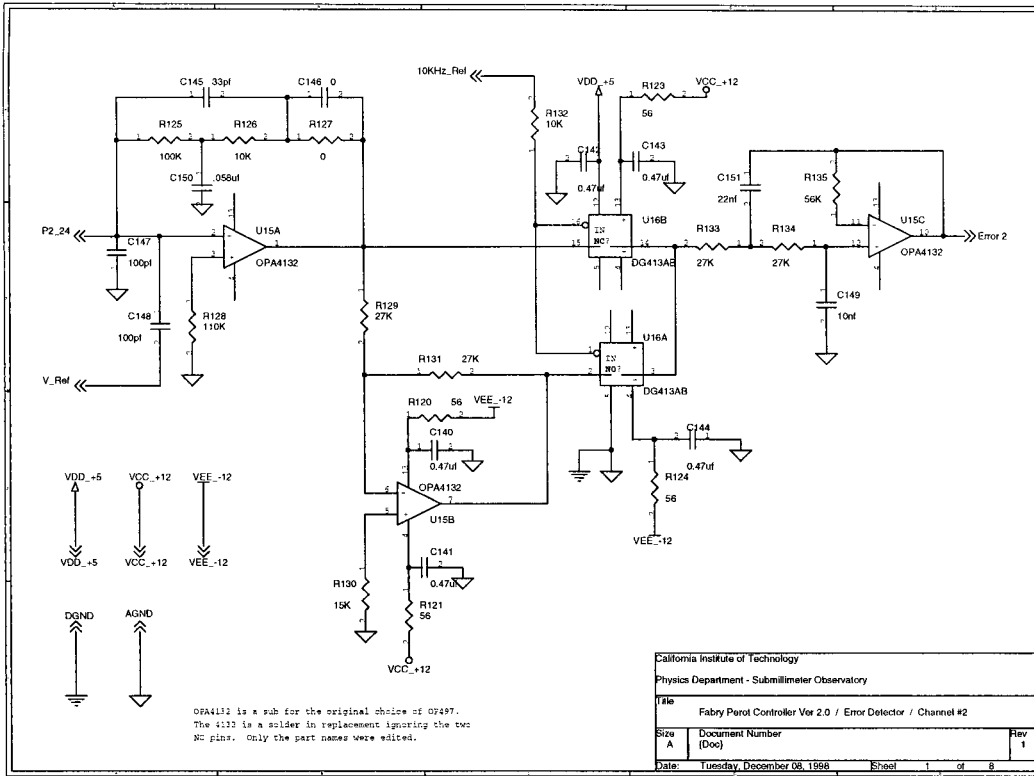 10KHz_Ref
C145 33pf
C146 0
R125
100K
R126
10K
R127
0
C150 .058uf
P2_24
C147
100pf
C148
100pf
V_Ref
U15A
OPA4132
R128
110K
R132
10K
VDD_+5
R123
56
VCC_+12
C142
0.47uf
C143
0.47uf
U16B
IN
DG413AB
C151
22nf
R135
56K
U15C
OPA4132
Error 2
R133
27K
R134
27K
C149
10nf
R129
27K
R131 27K
U16A
IN
DG413AB
R120 56
VEE_-12
C140
0.47uf
OPA4132
U15B
C144
0.47uf
R124
56
VEE_-12
C141
0.47uf
R130
15K
R121
56
VCC_+12
VDD_+5 VCC_+12 VEE_-12
VDD_+5 VCC_+12 VEE_-12
DGND AGND
OPA4132 is a sub for the original choice of OP497.
The 4132 is a solder in replacement ignoring the two
NC pins. Only the part names were edited.
California Institute of Technology
Physics Department - Submillimeter Observatory
Title
Fabry Perot Controller Ver 2.0 / Error Detector / Channel #2
Size Document Number Rev
A {Doc} 1
Date: Tuesday, December 08, 1998 Sheet 1 of 8